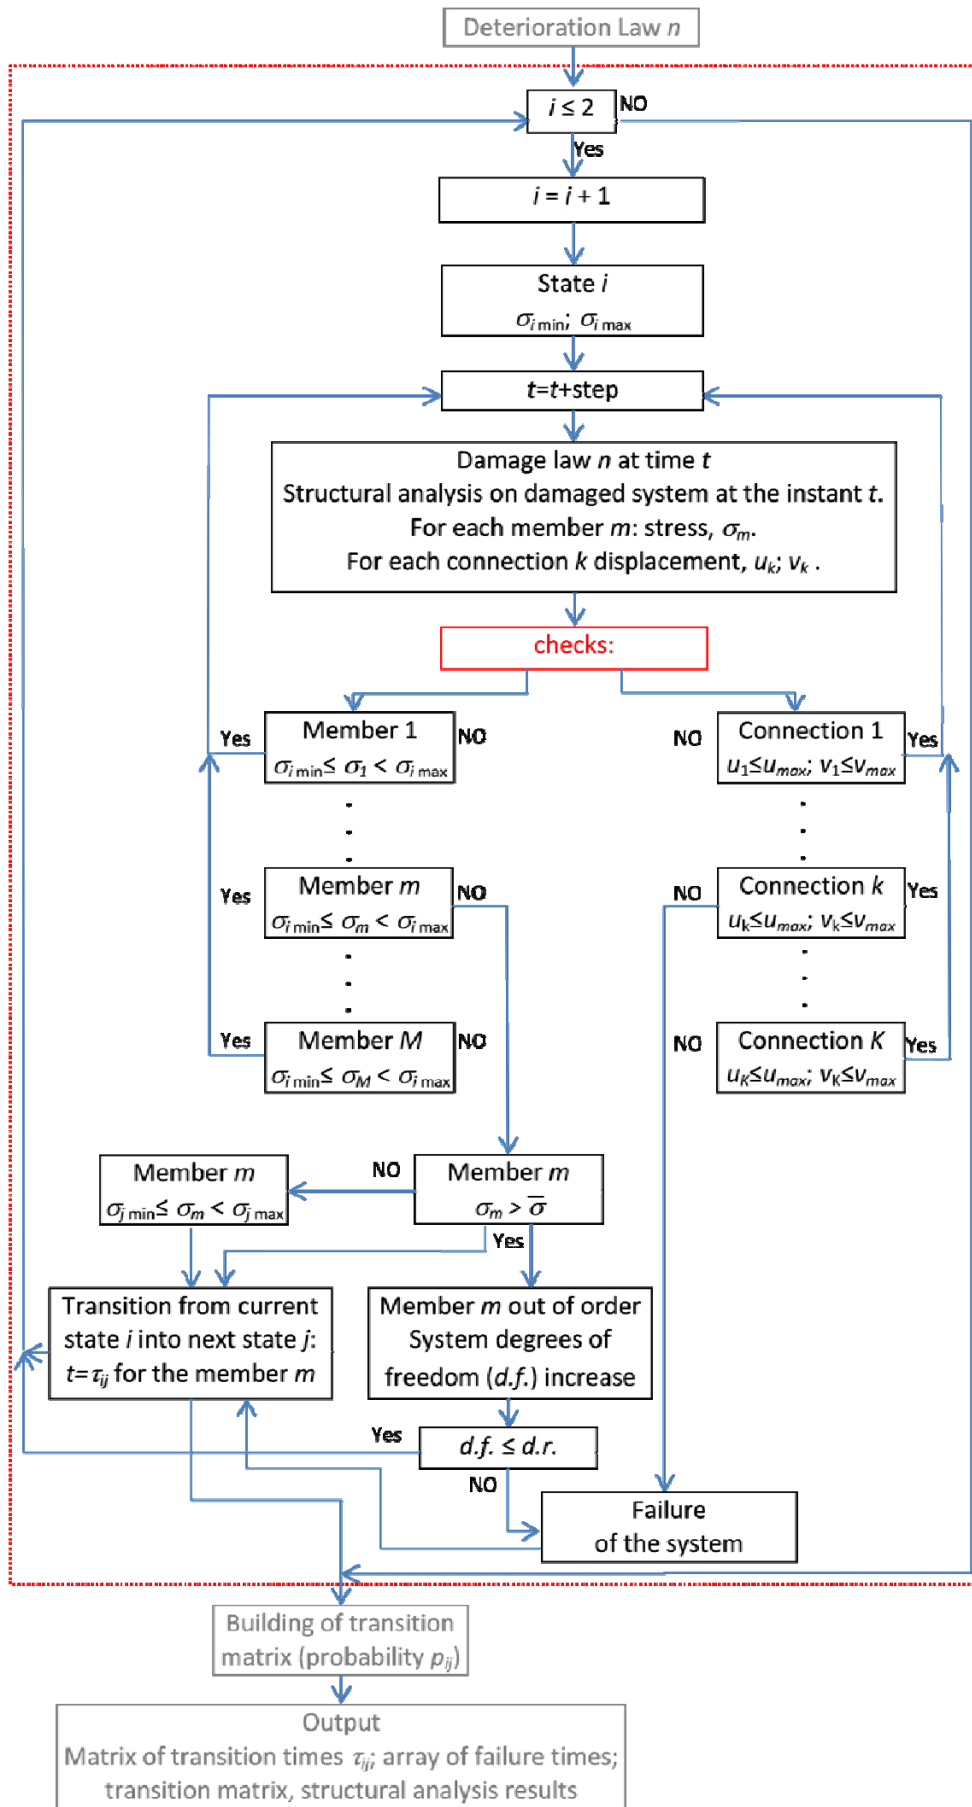 Deterioration Law n
i ≤ 2
NO
Yes
i = i + 1
State i
σi min; σi max
t=t+step
Damage law n at time t
Structural analysis on damaged system at the instant t.
For each member m: stress, σm.
For each connection k displacement, uk; vk .
checks:
Yes
Member 1
NO
σi min≤ σ1 < σi max
NO
Connection 1
Yes
u1≤umax; v1≤vmax
.
.
.
.
.
.
Yes
Member m
NO
σi min≤ σm < σi max
NO
Connection k
Yes
uk≤umax; vk≤vmax
.
.
.
.
.
.
Yes
Member M
NO
σi min≤ σM < σi max
NO
Connection K
Yes
uK≤umax; vK≤vmax
Member m
σj min≤ σm < σj max
NO
Member m
σm > σ̅
Yes
Transition from current
state i into next state j:
t=τij for the member m
Member m out of order
System degrees of
freedom (d.f.) increase
Yes
d.f. ≤ d.r.
NO
Failure
of the system
Building of transition
matrix (probability pij)
Output
Matrix of transition times τij; array of failure times;
transition matrix, structural analysis results